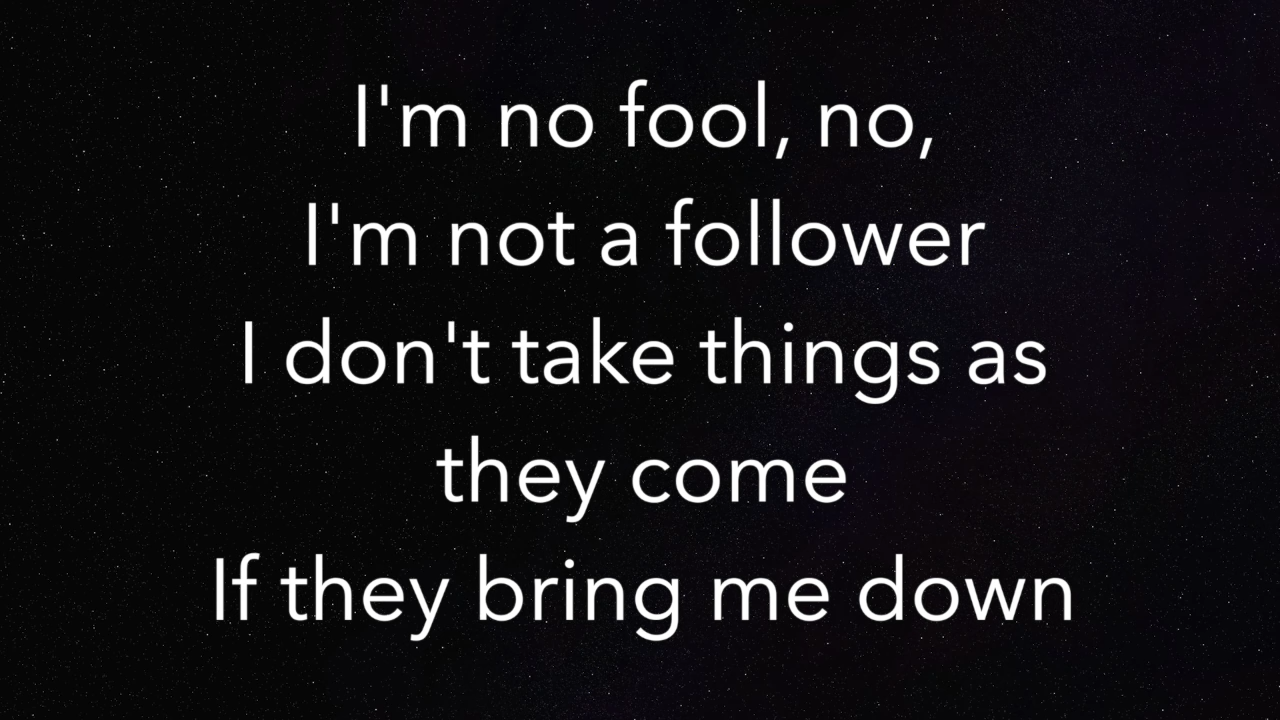 I'm no fool, no,
I'm not a follower
I don't take things as
they come
If they bring me down